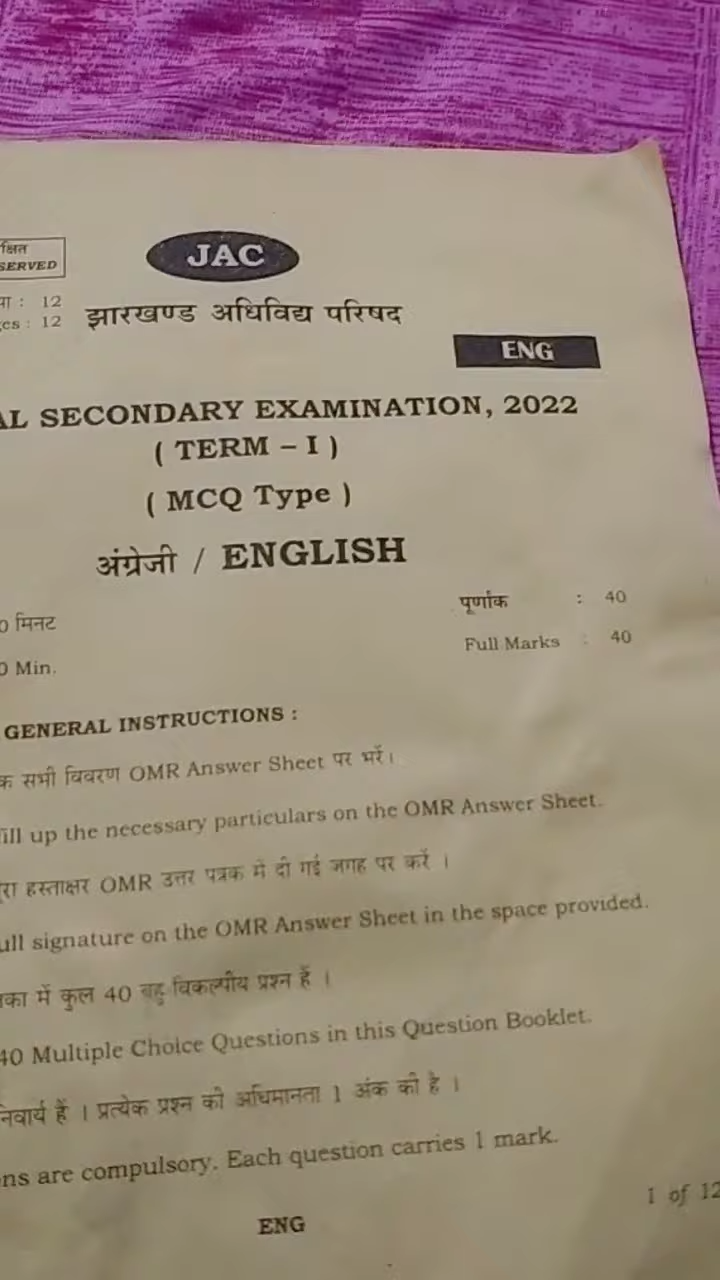 JAC
SERVED
12
12
झारखण्ड अधिविद्य परिषद
ENG
SECONDARY EXAMINATION, 2022
( TERM – I )
( MCQ Type )
अंग्रेजी / ENGLISH
0 मिनट
पूर्णांक : 40
0 Min.
Full Marks : 40
GENERAL INSTRUCTIONS :
सभी विवरण OMR Answer Sheet पर भरें।
ill up the necessary particulars on the OMR Answer Sheet.
हस्ताक्षर OMR उत्तर पत्रक में दी गई जगह पर करें ।
ull signature on the OMR Answer Sheet in the space provided.
में कुल 40 बहु विकल्पीय प्रश्न हैं ।
40 Multiple Choice Questions in this Question Booklet.
हैं । प्रत्येक प्रश्न की अधिमानता 1 अंक की है ।
ns are compulsory. Each question carries 1 mark.
ENG
1 of 12